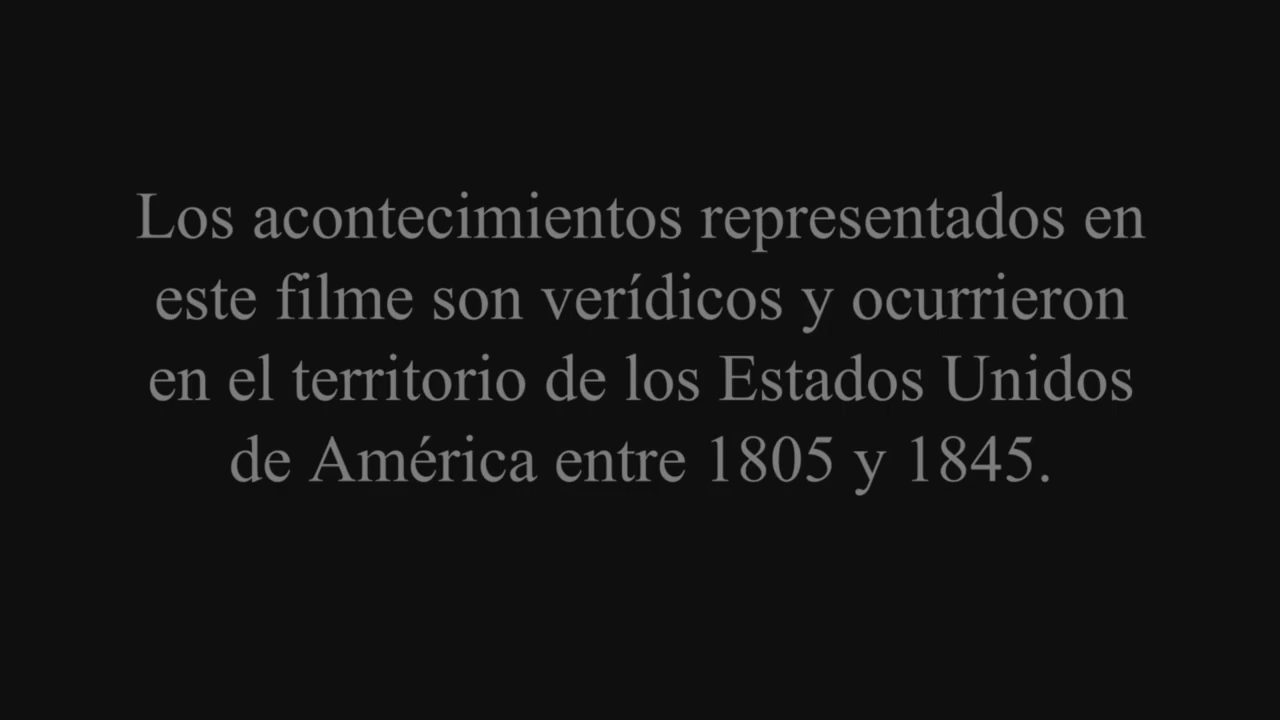 Los acontecimientos representados en
este filme son verídicos y ocurrieron
en el territorio de los Estados Unidos
de América entre 1805 y 1845.